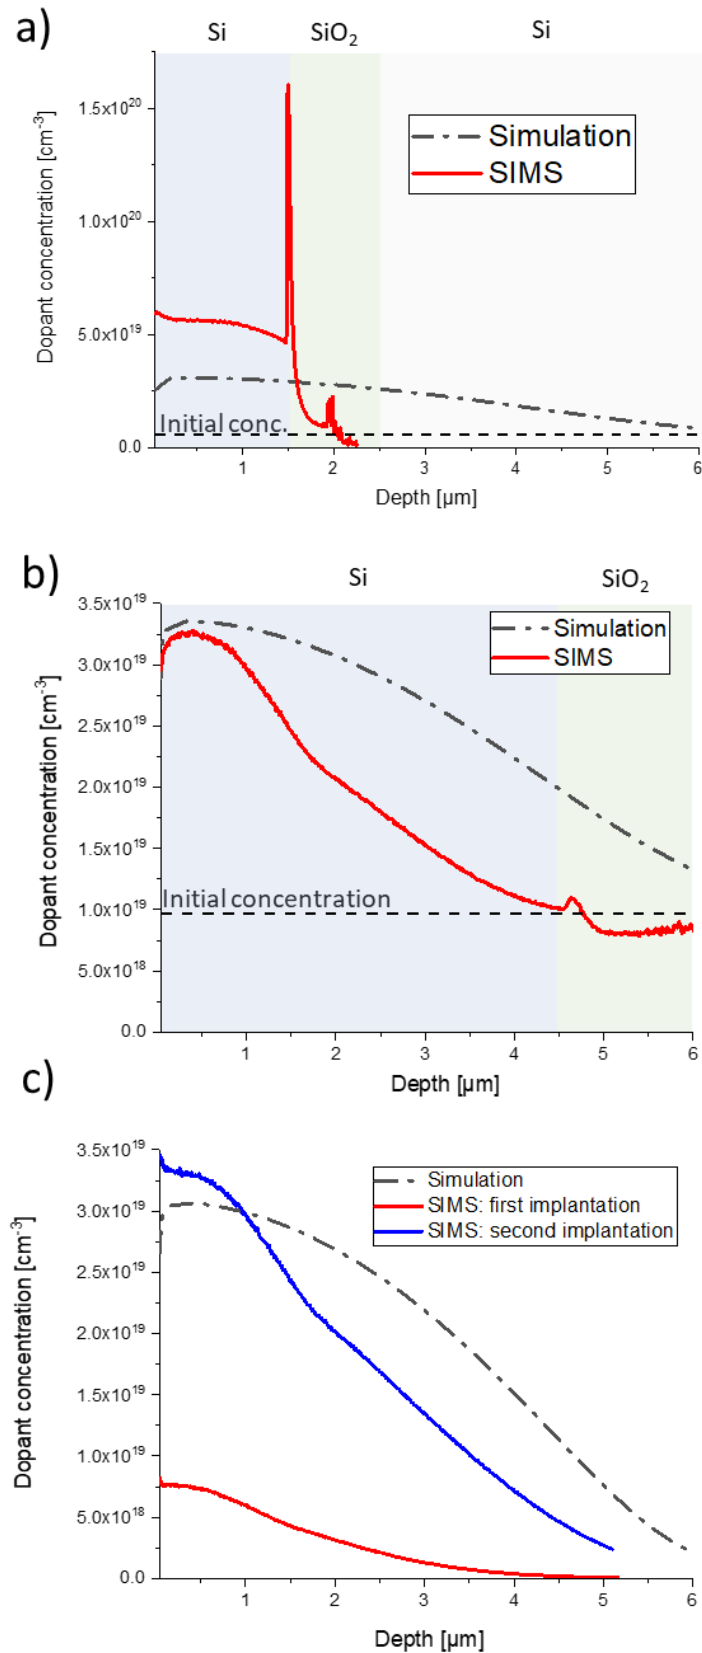 a)
Si SiO2 Si
Dopant concentration [cm-3]
1.5x10^20
1.0x10^20
5.0x10^19
0.0
Simulation
SIMS
Initial conc.
1 2 3 4 5 6
Depth [µm]
b)
Si SiO2
Dopant concentration [cm-3]
3.5x10^19
3.0x10^19
2.5x10^19
2.0x10^19
1.5x10^19
1.0x10^19
5.0x10^18
0.0
Simulation
SIMS
Initial concentration
1 2 3 4 5 6
Depth [µm]
c)
Dopant concentration [cm-3]
3.5x10^19
3.0x10^19
2.5x10^19
2.0x10^19
1.5x10^19
1.0x10^19
5.0x10^18
0.0
Simulation
SIMS: first implantation
SIMS: second implantation
1 2 3 4 5 6
Depth [µm]